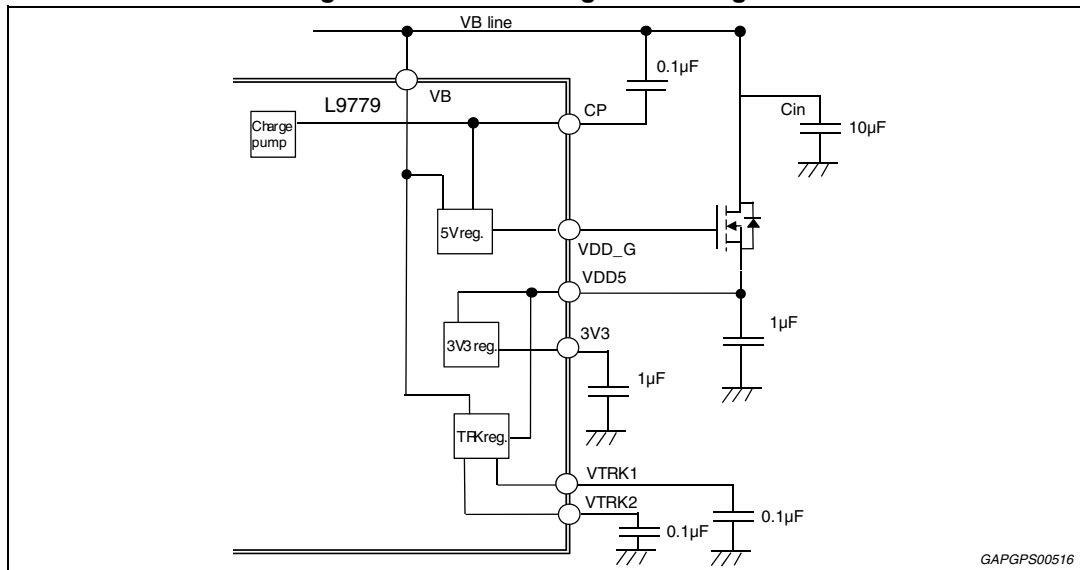 VB line
0.1µF
VB
L9779
CP
Cin
Charge
pump
10µF
5V reg.
VDD_G
VDD5
3V3
1µF
3V3 reg.
1µF
TRK reg.
VTRK1
VTRK2
0.1µF
0.1µF
GAPGPS00516